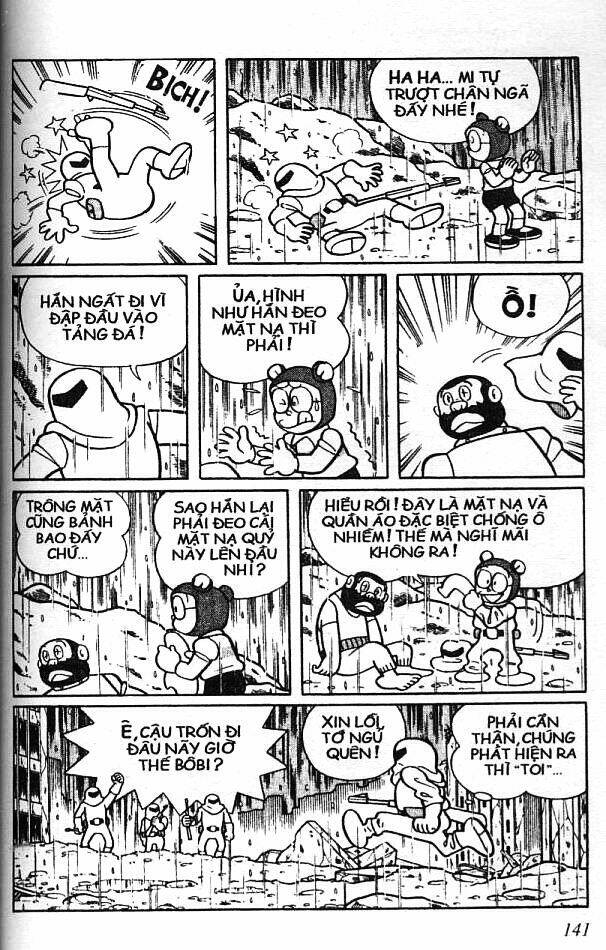 BỊCH!
HA HA... MI TỰ
TRƯỢT CHÂN NGÃ
ĐẤY NHÉ!
HẮN NGẤT ĐI VÌ
ĐẬP ĐẦU VÀO
TẢNG ĐÁ!
ỦA, HÌNH
NHƯ HẮN ĐEO
MẶT NẠ THÌ
PHẢI!
Ồ!
TRÔNG MẶT
CŨNG BẢNH
BAO ĐẤY
CHỨ...
SAO HẮN LẠI
PHẢI ĐEO CÁI
MẶT NẠ QUỶ
NÀY LÊN ĐẦU
NHỈ?
HIỂU RỒI! ĐÂY LÀ MẶT NẠ VÀ
QUẦN ÁO ĐẶC BIỆT CHỐNG Ô
NHIỄM! THẾ MÀ NGHĨ MÃI
KHÔNG RA!
Ê, CẬU TRỐN ĐI
ĐÂU NÃY GIỜ
THẾ BÔBI?
XIN LỖI,
TỚ NGỦ
QUÊN!
PHẢI CẨN
THẬN, CHÚNG
PHÁT HIỆN RA
THÌ "TOI"...
141